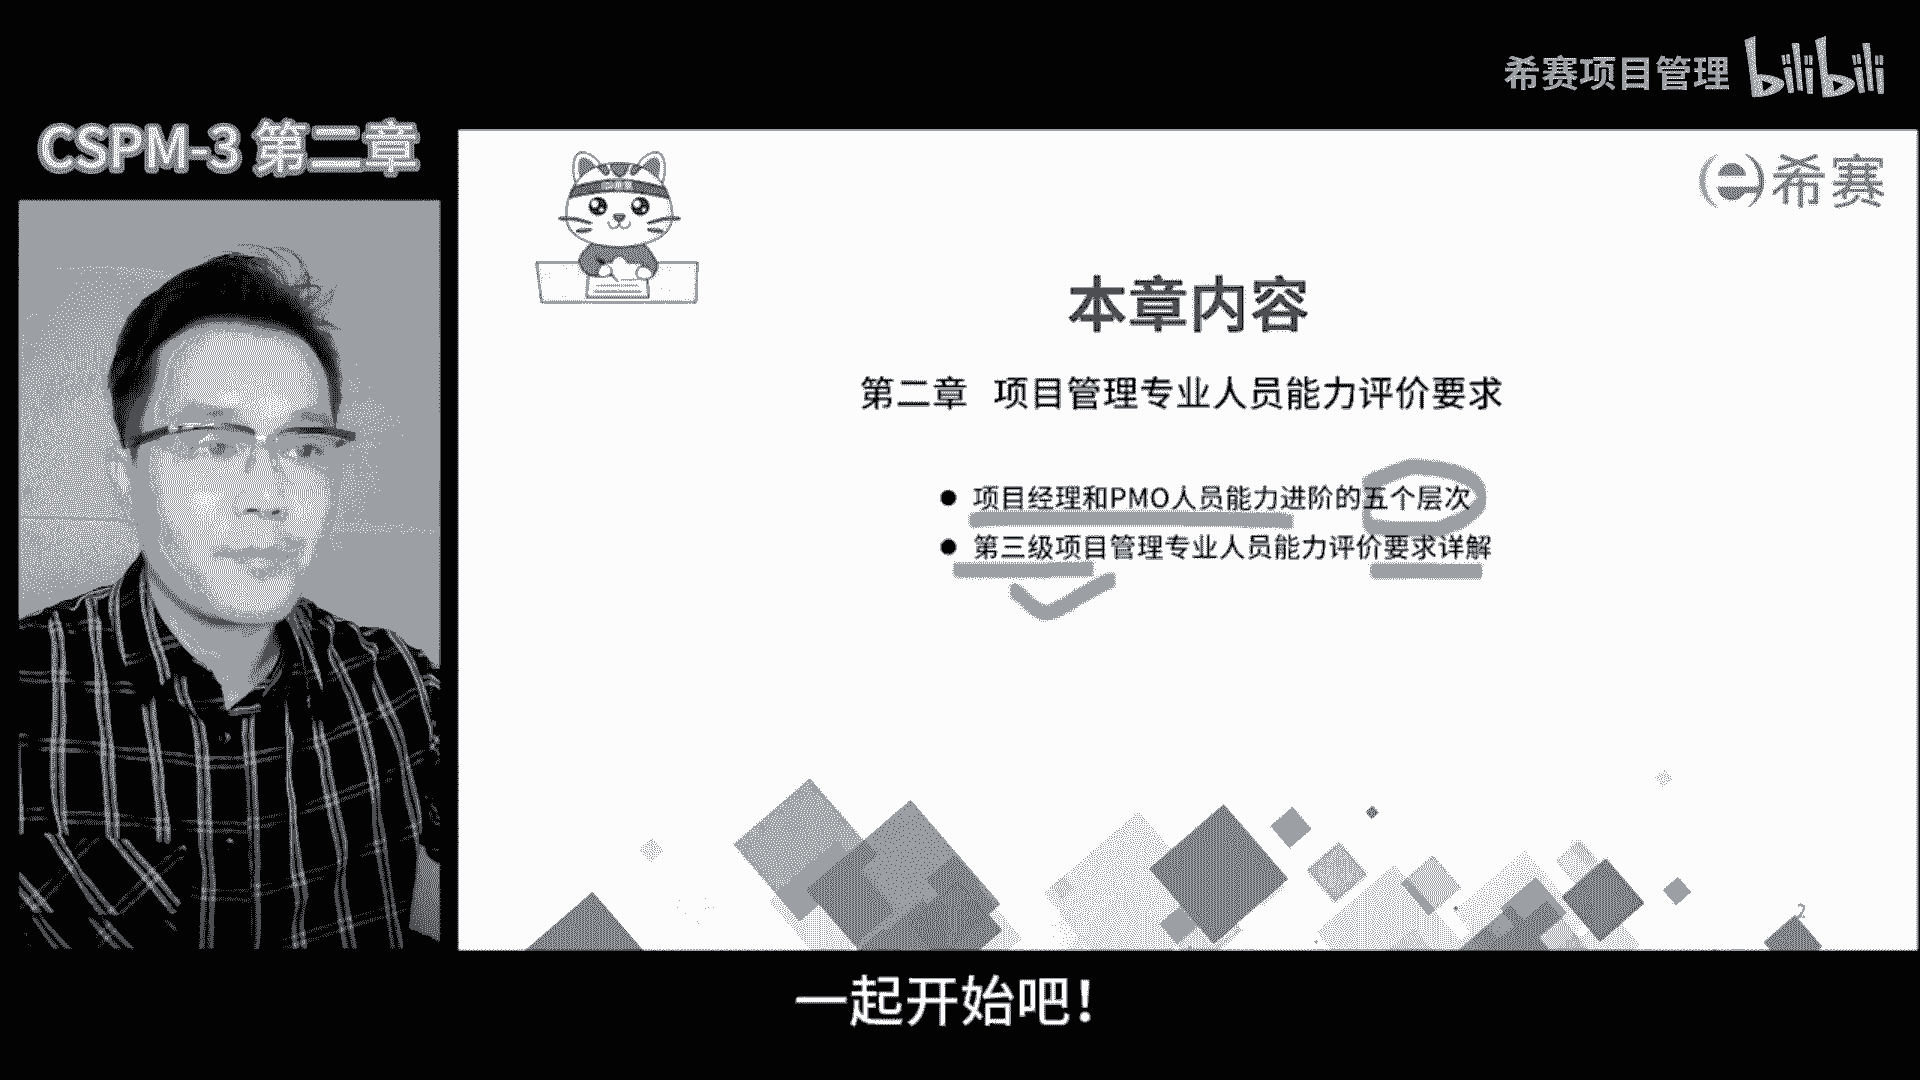 希赛项目管理 bilibili
CSPM-3 第二章
希赛
本章内容
第二章 项目管理专业人员能力评价要求
● 项目经理和PMO人员能力进阶的五个层次
● 第三级项目管理专业人员能力评价要求详解
2
一起开始吧！